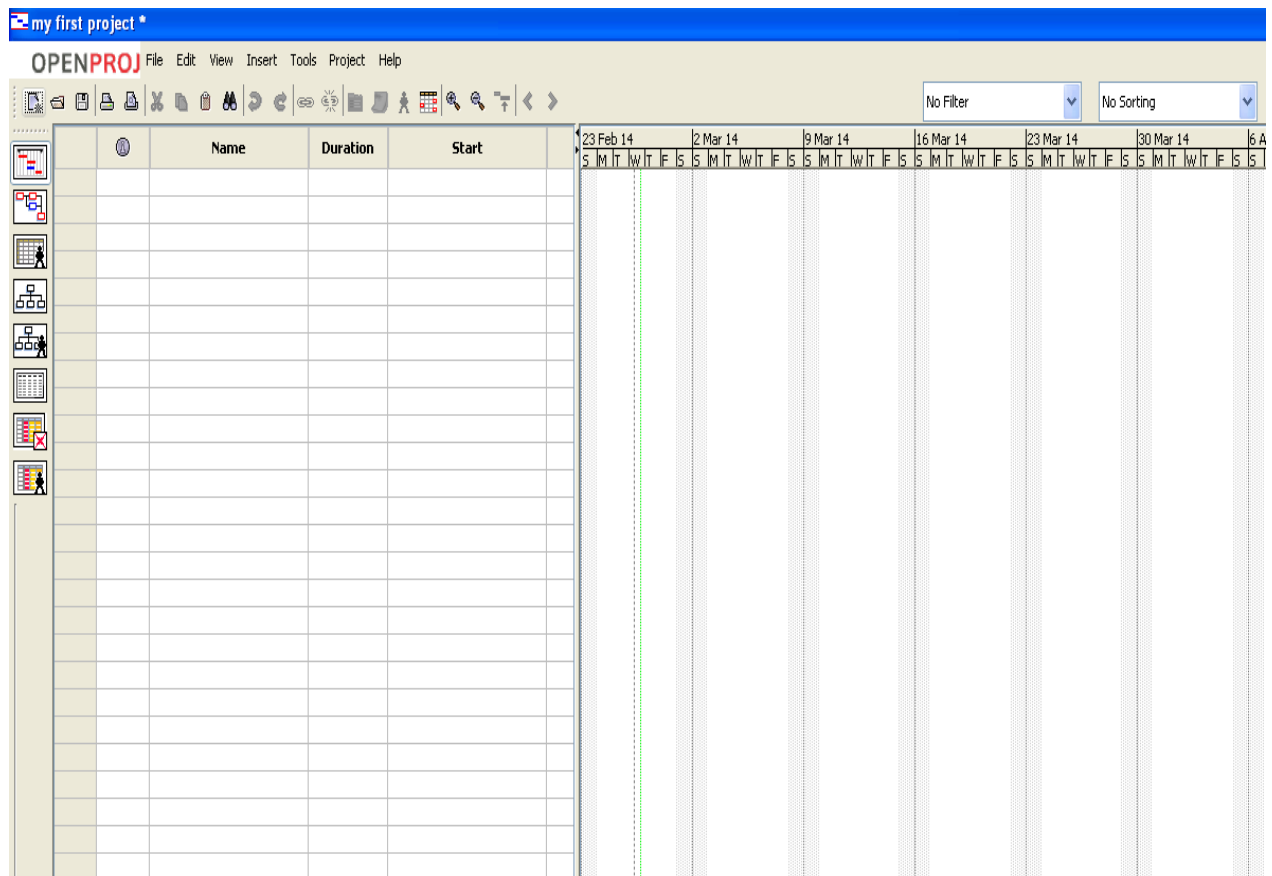 my first project *
OPENPROJ File Edit View Insert Tools Project Help
No Filter No Sorting
Name Duration Start
23 Feb 14 2 Mar 14 9 Mar 14 16 Mar 14 23 Mar 14 30 Mar 14 6 A
S M T W T F S S M T W T F S S M T W T F S S M T W T F S S M T W T F S S M T W T F S S